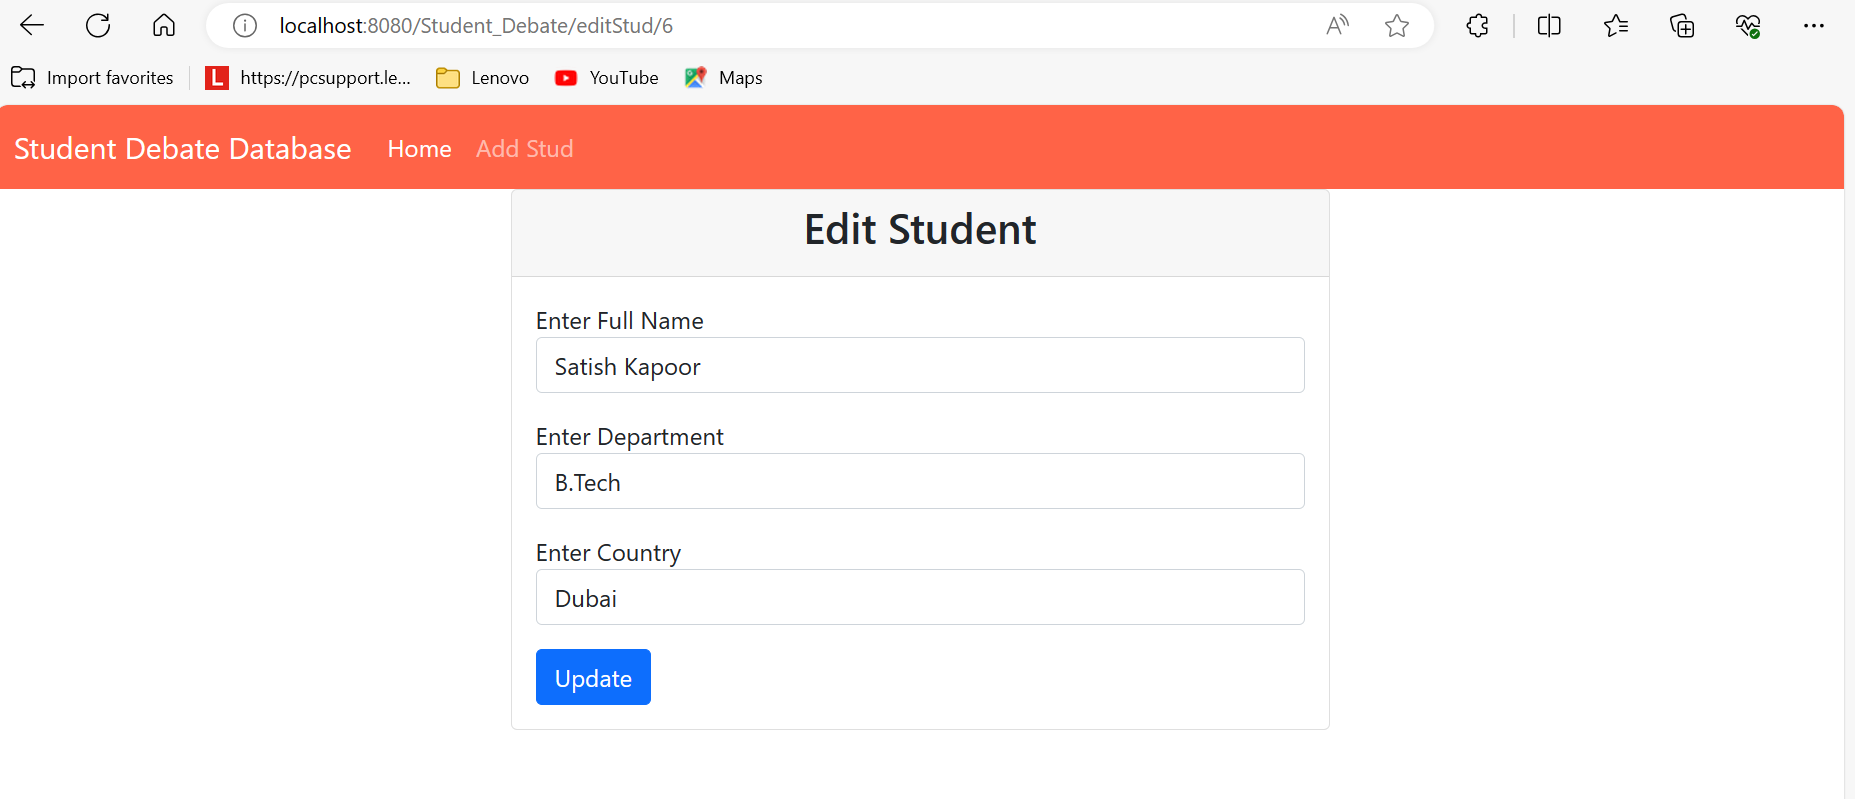 localhost:8080/Student_Debate/editStud/6
Import favorites
https://pcsupport.le... Lenovo YouTube Maps
Student Debate Database Home Add Stud
Edit Student
Enter Full Name
Satish Kapoor
Enter Department
B.Tech
Enter Country
Dubai
Update